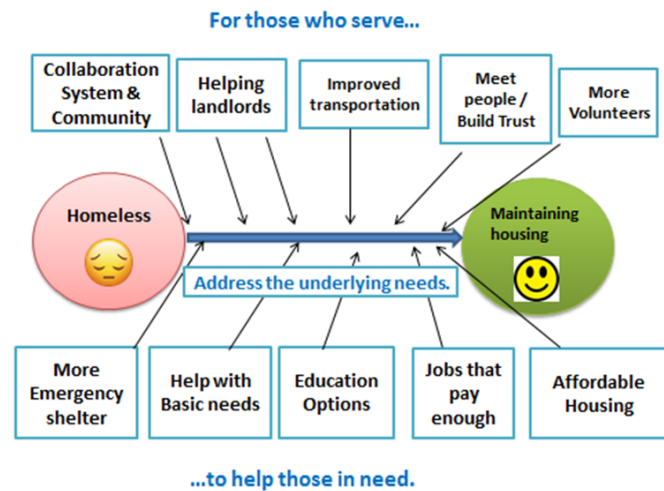 For those who serve...
Collaboration
System &
Community
Helping
landlords
Improved
transportation
Meet
people /
Build Trust
More
Volunteers
Homeless
Maintaining
housing
Address the underlying needs.
More
Emergency
shelter
Help with
Basic needs
Education
Options
Jobs that
pay
enough
Affordable
Housing
...to help those in need.